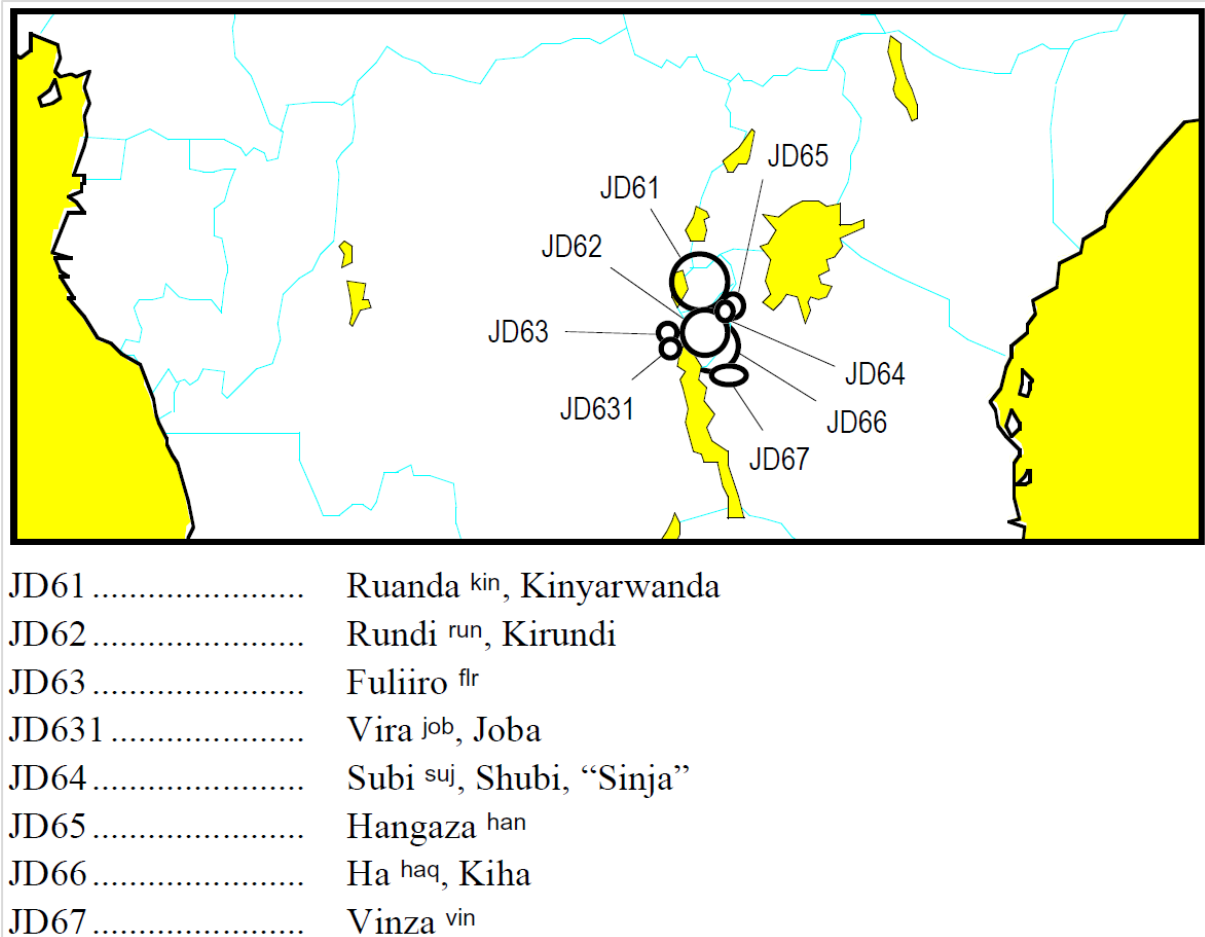 JD65
JD61
JD62
JD63
JD64
JD631
JD66
JD67
JD61 ...................... Ruanda kin, Kinyarwanda
JD62 ...................... Rundi run, Kirundi
JD63 ...................... Fuliiro flr
JD631 .................... Vira job, Joba
JD64 ...................... Subi suj, Shubi, “Sinja”
JD65 ...................... Hangaza han
JD66 ...................... Ha haq, Kiha
JD67 ...................... Vinza vin